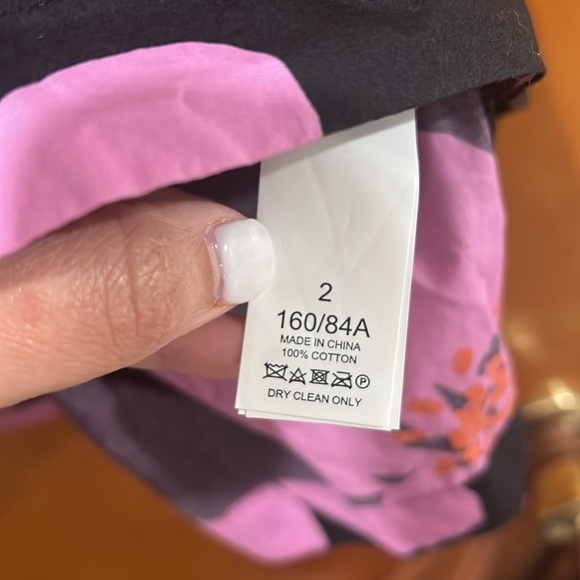 2
160/84A
MADE IN CHINA
100% COTTON
P
DRY CLEAN ONLY